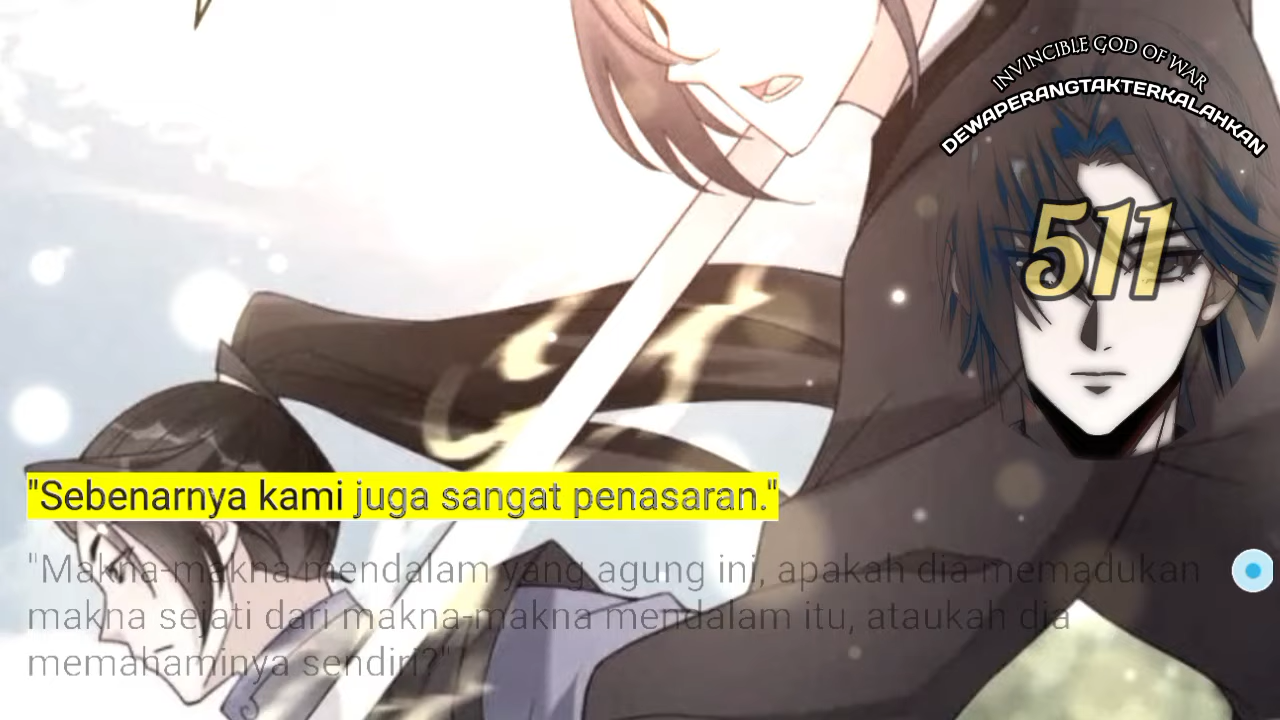 INVINCIBLE GOD OF WAR
DEWAPERANGTAKTERKALAHKAN
511
"Sebenarnya kami juga sangat penasaran."
"Makna-makna mendalam yang agung ini, apakah dia memadukan
makna sejati dari makna-makna mendalam itu, ataukah dia
memahaminya sendiri?"